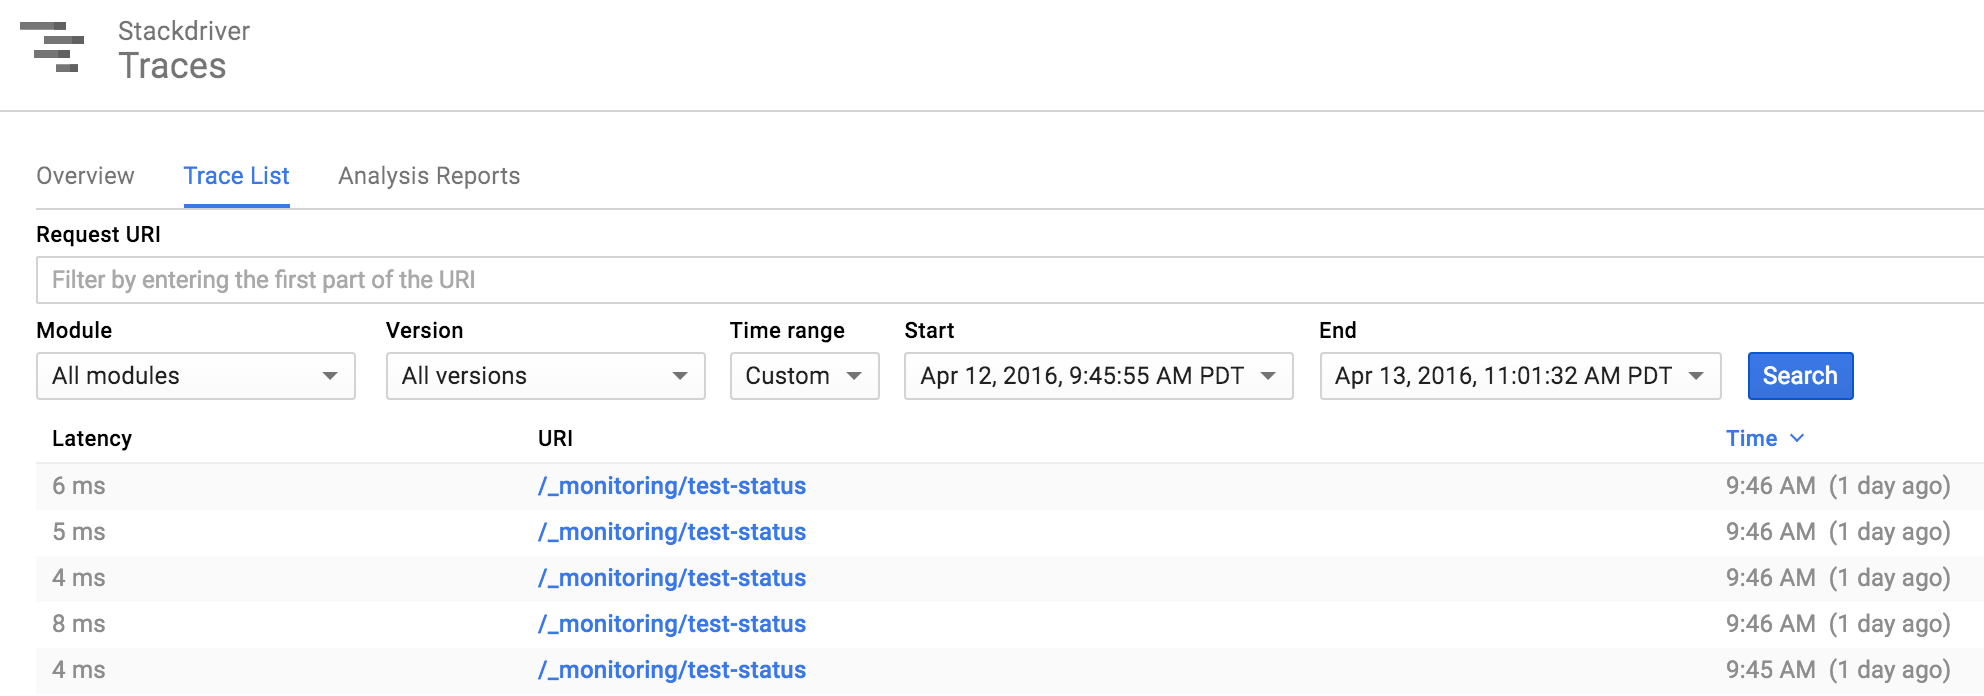 Stackdriver
Traces
Overview Trace List Analysis Reports
Request URI
Filter by entering the first part of the URI
Module Version Time range Start End
All modules All versions Custom Apr 12, 2016, 9:45:55 AM PDT Apr 13, 2016, 11:01:32 AM PDT Search
Latency URI Time
6 ms /_monitoring/test-status 9:46 AM (1 day ago)
5 ms /_monitoring/test-status 9:46 AM (1 day ago)
4 ms /_monitoring/test-status 9:46 AM (1 day ago)
8 ms /_monitoring/test-status 9:46 AM (1 day ago)
4 ms /_monitoring/test-status 9:45 AM (1 day ago)